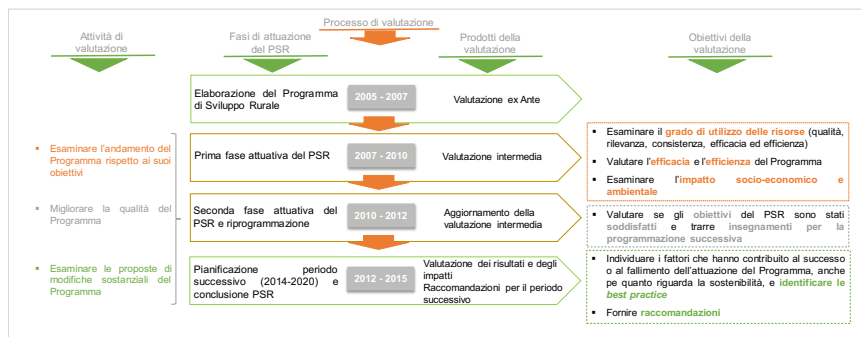 Processo di valutazione
Attività di
valutazione
Fasi di attuazione
del PSR
Prodotti della
valutazione
Obiettivi della
valutazione
Elaborazione del Programma
di Sviluppo Rurale
2005 - 2007
Valutazione ex Ante
Prima fase attuativa del PSR
2007 - 2010
Valutazione intermedia
Seconda fase attuativa del
PSR e riprogrammazione
2010 - 2012
Aggiornamento della
valutazione intermedia
Pianificazione periodo
successivo (2014-2020) e
conclusione PSR
2012 - 2015
Valutazione dei risultati e degli
impatti
Raccomandazioni per il periodo
successivo
▪ Esaminare l'andamento del
Programma rispetto ai suoi
obiettivi
▪ Migliorare la qualità del
Programma
▪ Esaminare le proposte di
modifiche sostanziali del
Programma
▪ Esaminare il grado di utilizzo delle risorse (qualità,
rilevanza, consistenza, efficacia ed efficienza)
▪ Valutare l'efficacia e l'efficienza del Programma
▪ Esaminare l'impatto socio-economico e
ambientale
▪ Valutare se gli obiettivi del PSR sono stati
soddisfatti e trarre insegnamenti per la
programmazione successiva
▪ Individuare i fattori che hanno contribuito al successo
o al fallimento dell'attuazione del Programma, anche
pe quanto riguarda la sostenibilità, e identificare le
best practice
▪ Fornire raccomandazioni